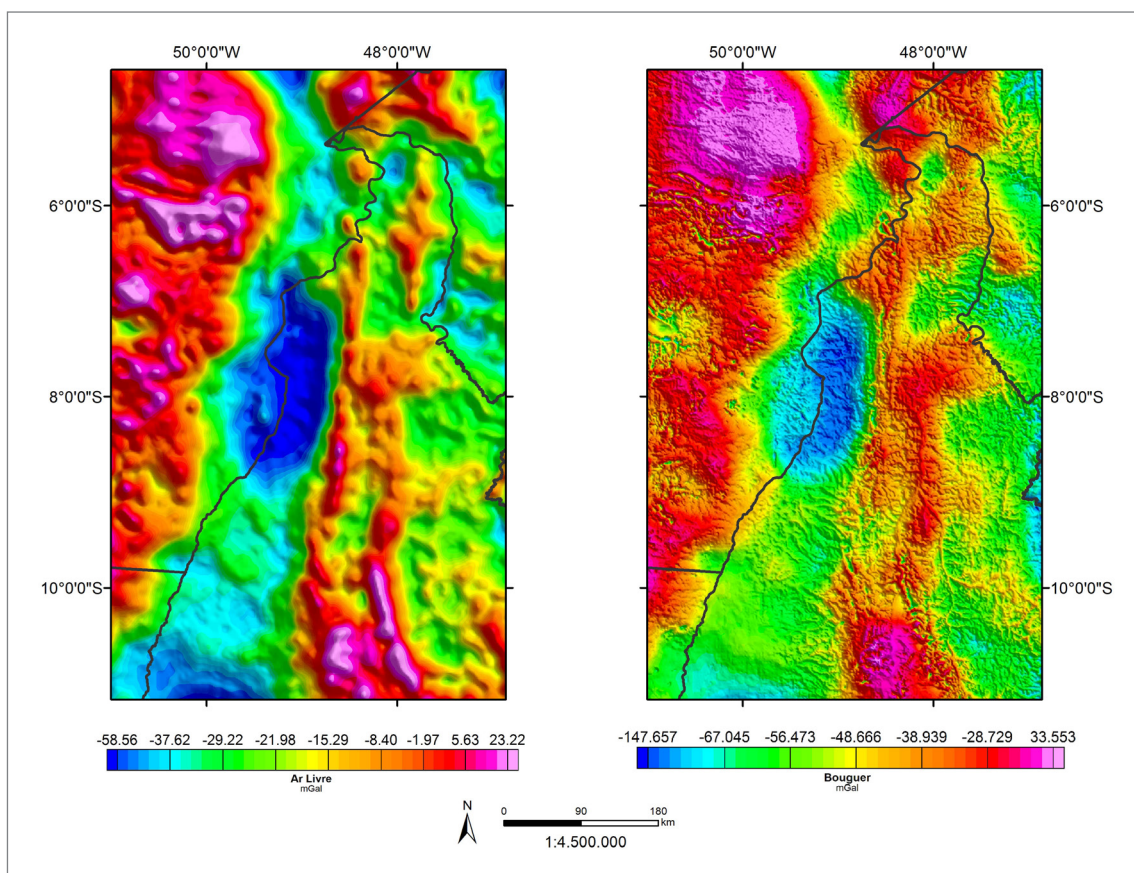 50°0'0"W 48°0'0"W
50°0'0"W 48°0'0"W
6°0'0"S
6°0'0"S
8°0'0"S
8°0'0"S
10°0'0"S
10°0'0"S
-58.56 -37.62 -29.22 -21.98 -15.29 -8.40 -1.97 5.63 23.22
Ar Livre
mGal
-147.657 -67.045 -56.473 -48.666 -38.939 -28.729 33.553
Bouguer
mGal
N
0 90 180
km
1:4.500.000